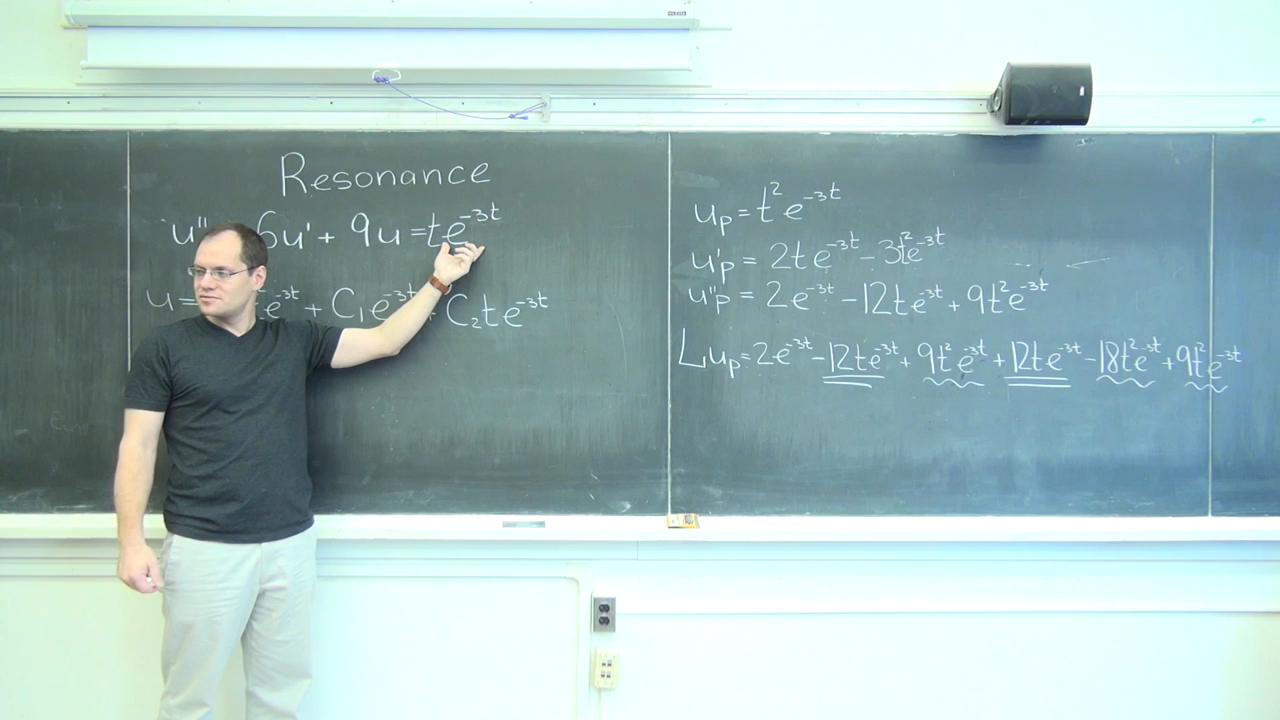 Resonance
u'' 6u' + 9u = te^{-3t}
u = e^{-3t} + C₁e^{-3t} + C₂te^{-3t}
u_p = t²e^{-3t}
u'_p = 2te^{-3t} - 3t²e^{-3t}
u''_p = 2e^{-3t} - 12te^{-3t} + 9t²e^{-3t}
Lu_p = 2e^{-3t} - 12te^{-3t} + 9t²e^{-3t} + 12te^{-3t} - 18t²e^{-3t} + 9t²e^{-3t}